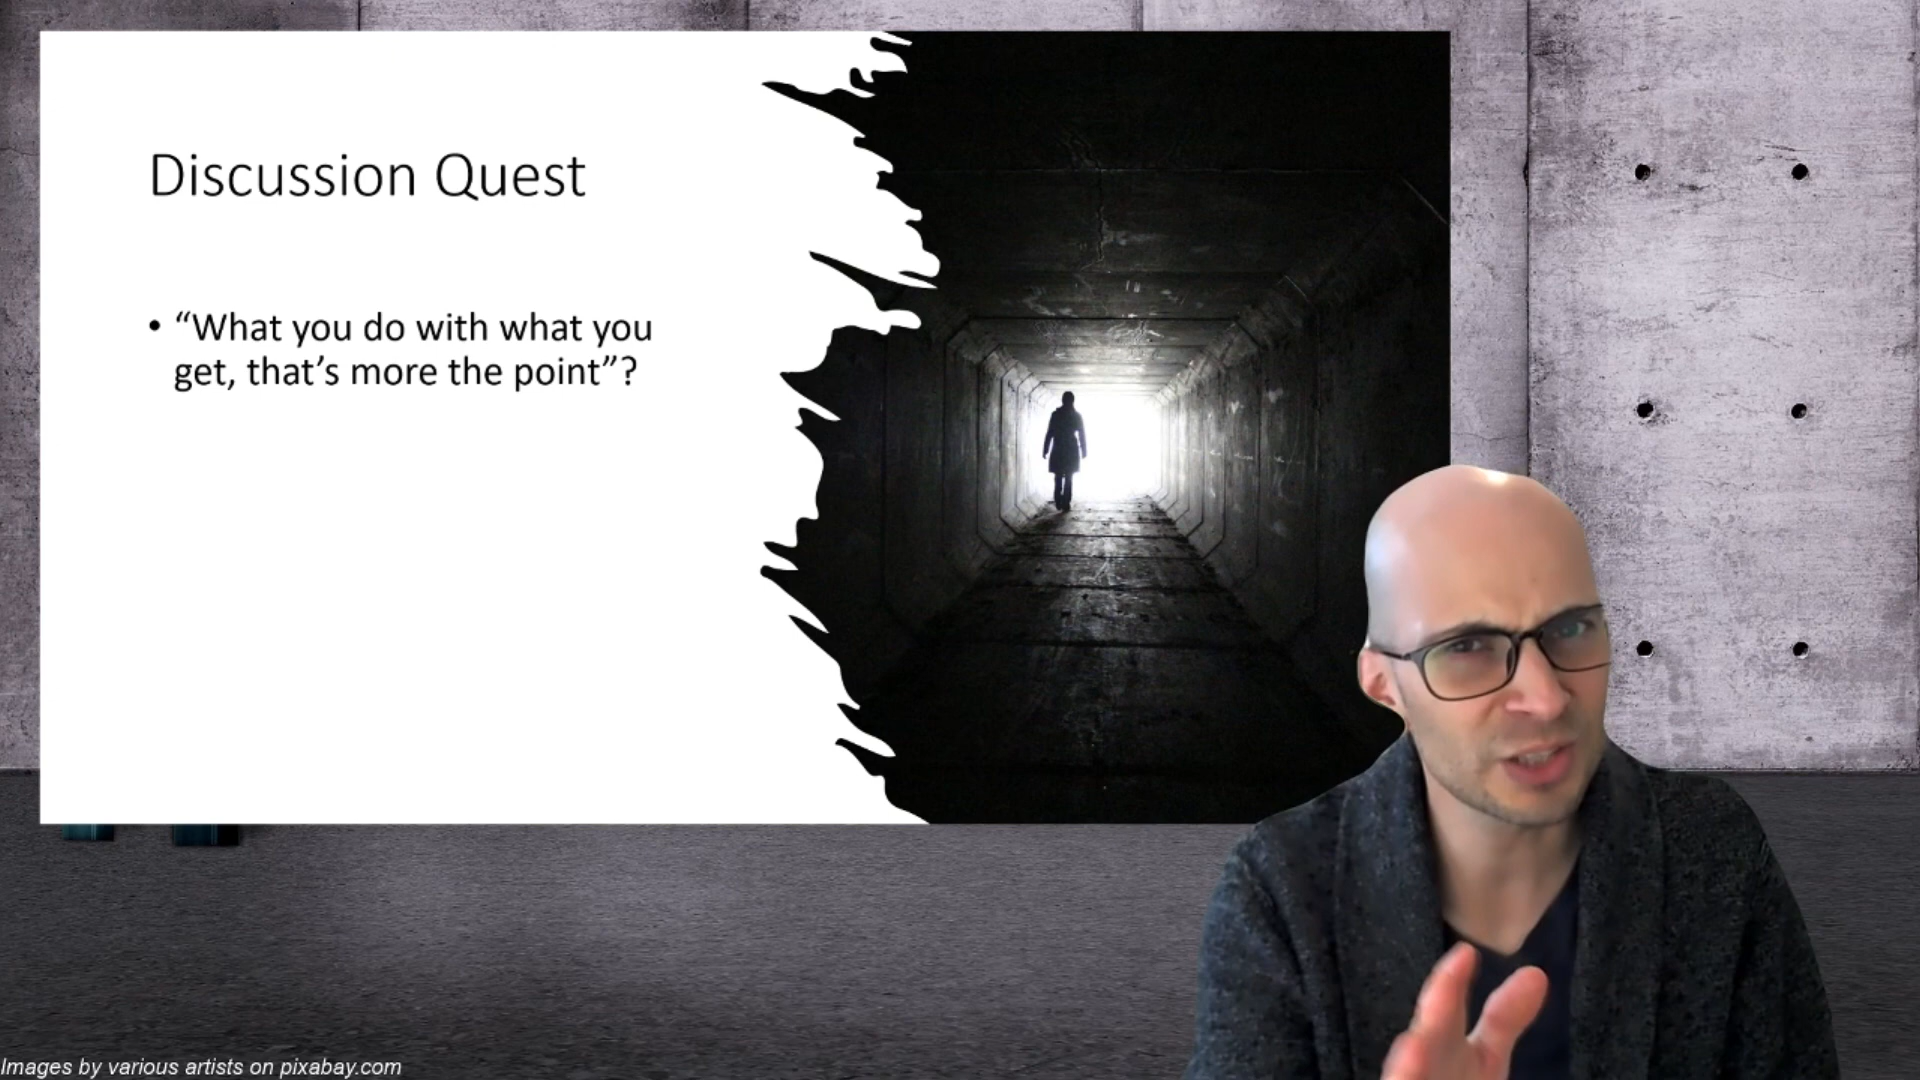 Discussion Quest
• “What you do with what you
get, that’s more the point”?
Images by various artists on pixabay.com